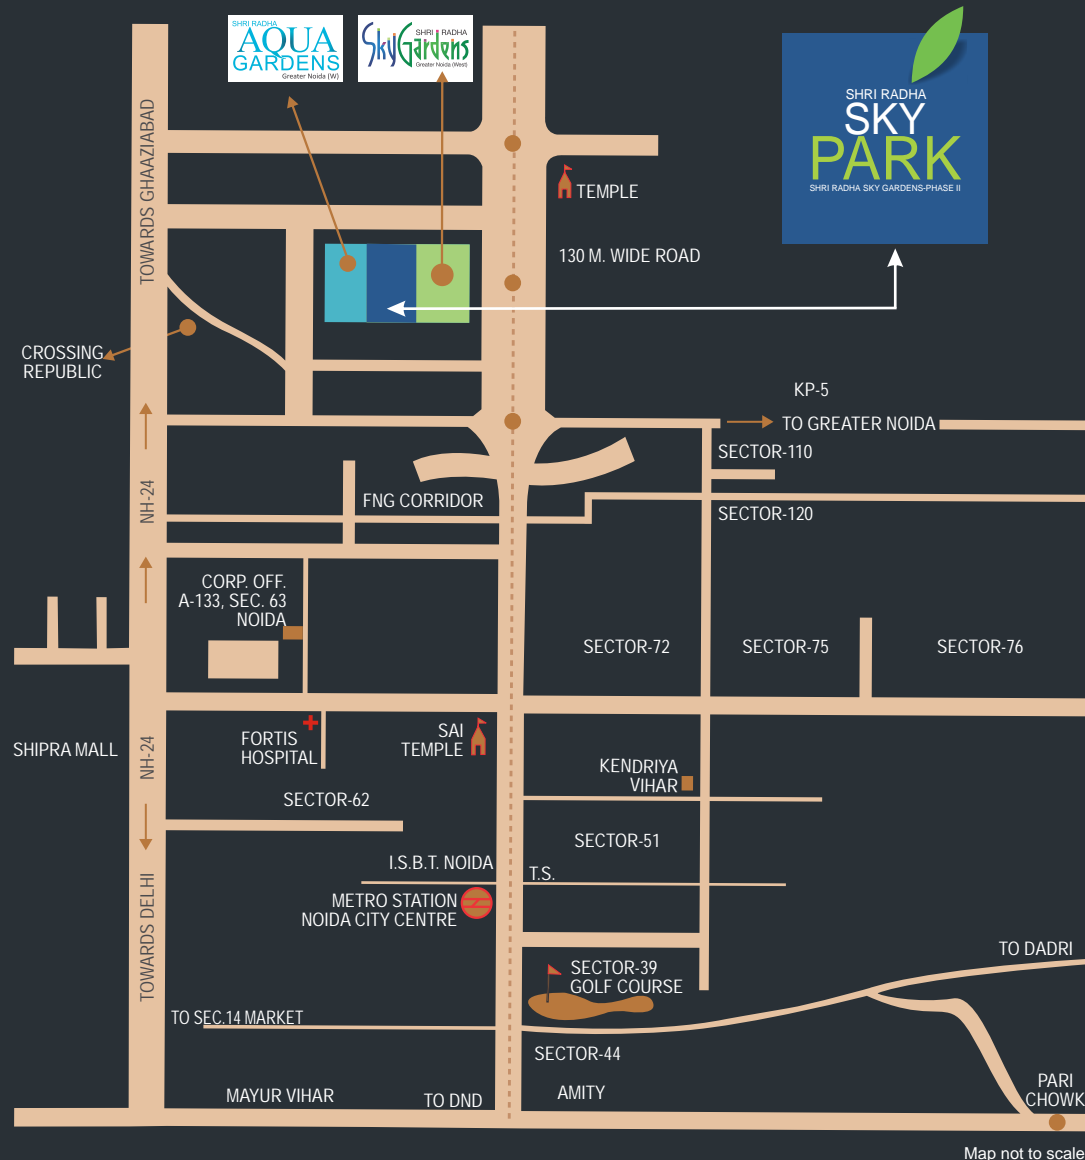 SHRI RADHA
AQUA
GARDENS
Greater Noida (W)
SHRI RADHA
SkyGardens
Greater Noida (West)
SHRI RADHA
SKY
PARK
SHRI RADHA SKY GARDENS-PHASE II
TOWARDS GHAAZIABAD
TEMPLE
130 M. WIDE ROAD
CROSSING
REPUBLIC
KP-5
TO GREATER NOIDA
SECTOR-110
NH-24
FNG CORRIDOR
SECTOR-120
CORP. OFF.
A-133, SEC. 63
NOIDA
SECTOR-72
SECTOR-75
SECTOR-76
SHIPRA MALL
NH-24
FORTIS
HOSPITAL
SAI
TEMPLE
KENDRIYA
VIHAR
SECTOR-62
SECTOR-51
I.S.B.T. NOIDA
T.S.
METRO STATION
NOIDA CITY CENTRE
TOWARDS DELHI
TO DADRI
SECTOR-39
GOLF COURSE
TO SEC.14 MARKET
SECTOR-44
MAYUR VIHAR
TO DND
AMITY
PARI
CHOWK
Map not to scale